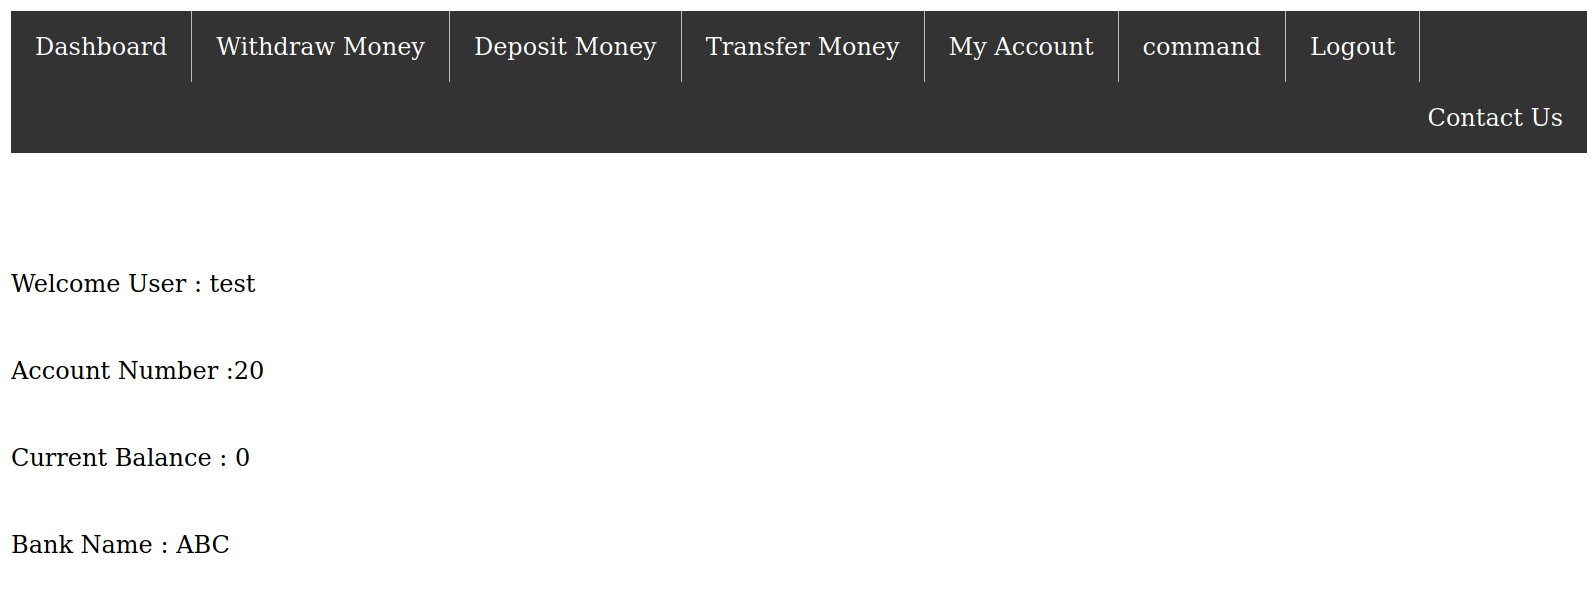 Dashboard Withdraw Money Deposit Money Transfer Money My Account command Logout
Contact Us
Welcome User : test
Account Number :20
Current Balance : 0
Bank Name : ABC